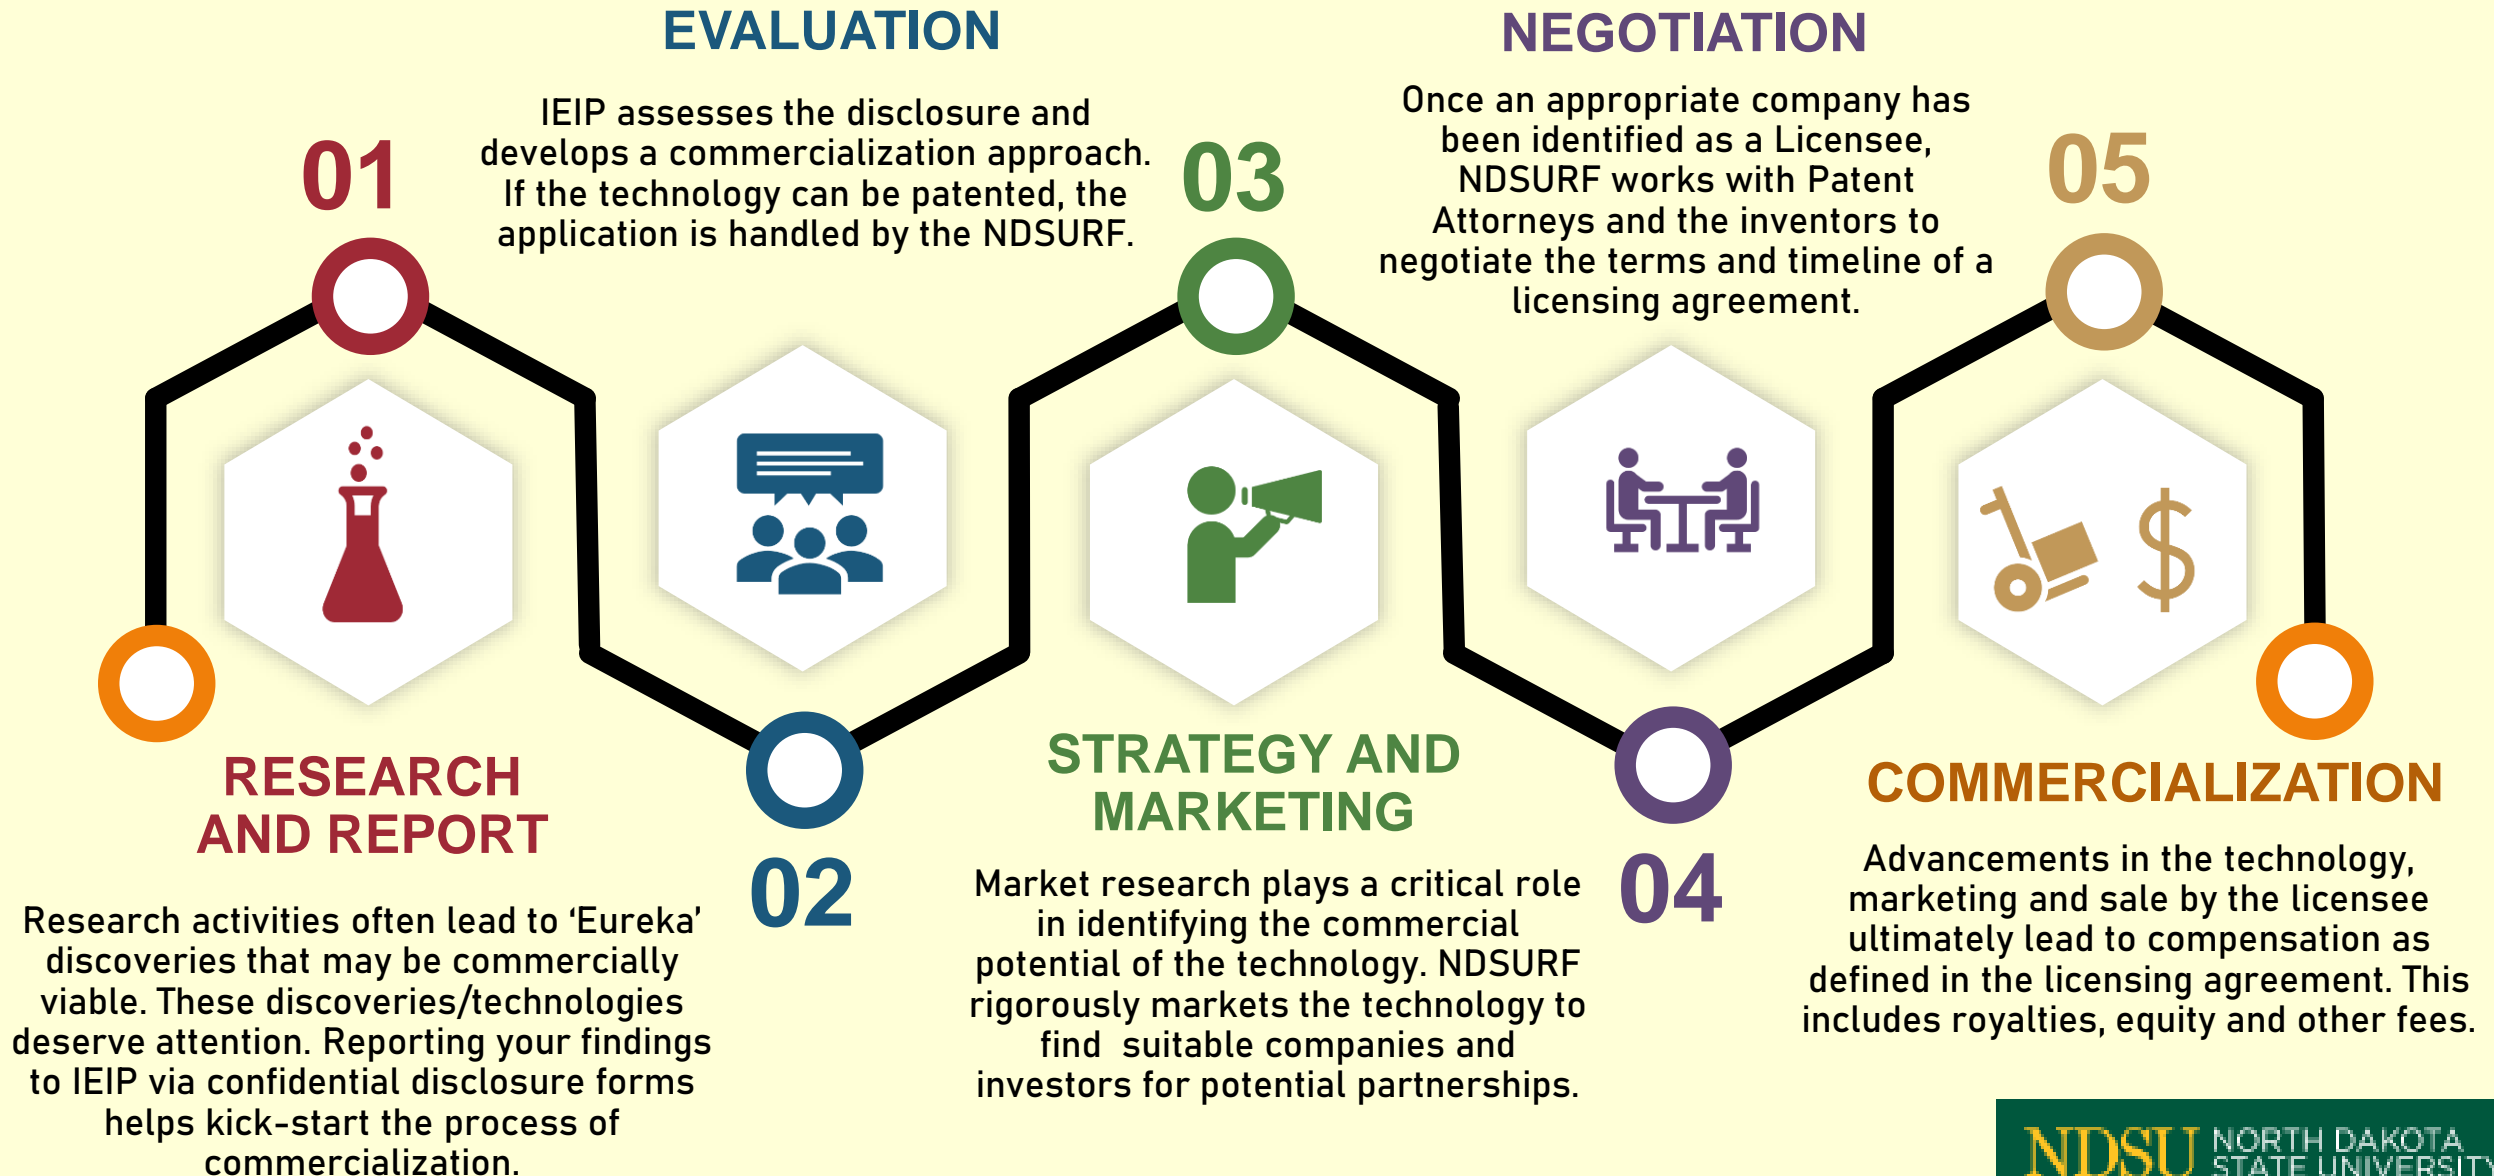 01
RESEARCH
AND REPORT
Research activities often lead to ‘Eureka’
discoveries that may be commercially
viable. These discoveries/technologies
deserve attention. Reporting your findings
to IEIP via confidential disclosure forms
helps kick-start the process of
commercialization.
EVALUATION
IEIP assesses the disclosure and
develops a commercialization approach.
If the technology can be patented, the
application is handled by the NDSURF.
02
03
STRATEGY AND
MARKETING
Market research plays a critical role
in identifying the commercial
potential of the technology. NDSURF
rigorously markets the technology to
find suitable companies and
investors for potential partnerships.
NEGOTIATION
Once an appropriate company has
been identified as a Licensee,
NDSURF works with Patent
Attorneys and the inventors to
negotiate the terms and timeline of a
licensing agreement.
04
05
$
COMMERCIALIZATION
Advancements in the technology,
marketing and sale by the licensee
ultimately lead to compensation as
defined in the licensing agreement. This
includes royalties, equity and other fees.
NDSU NORTH DAKOTA
STATE UNIVERSITY